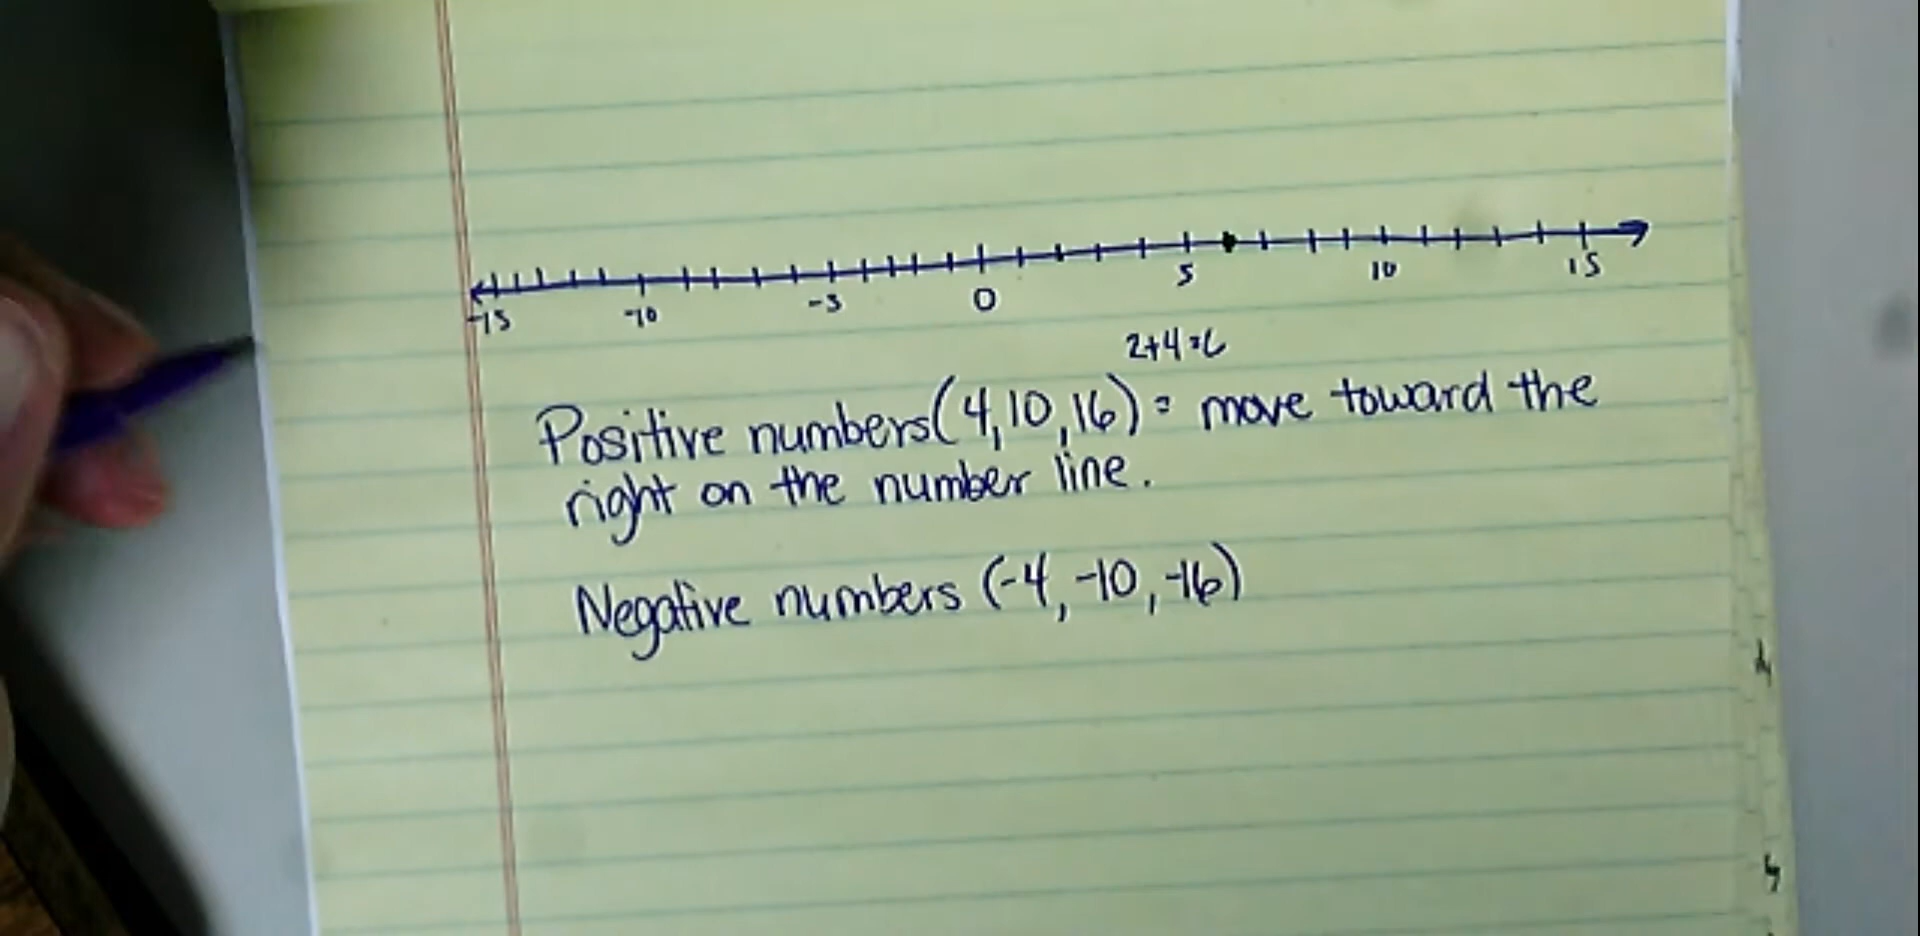 -15 -10 -5 0 5 10 15
2+4=6
Positive numbers(4,10,16) = move toward the
right on the number line.
Negative numbers (-4, -10, -16)